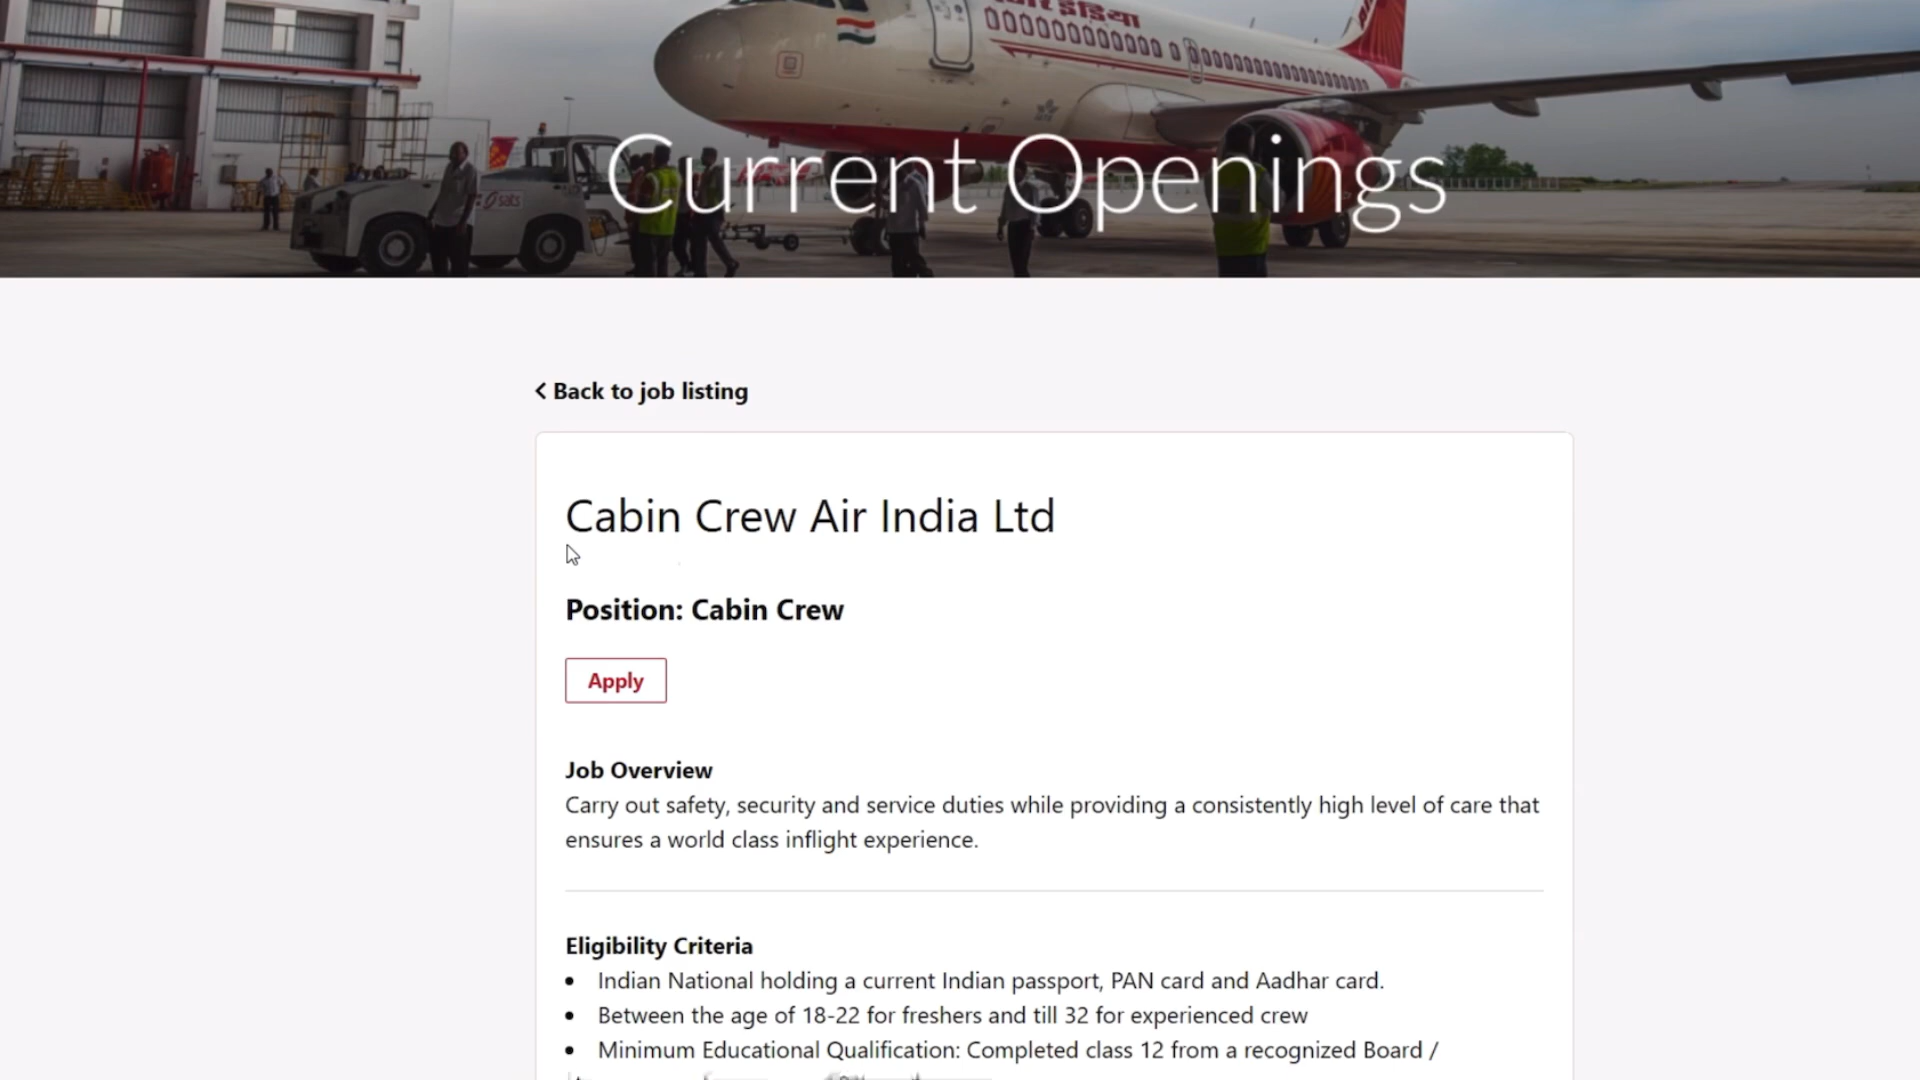 एअर इंडिया
sats
Current Openings
Back to job listing
Cabin Crew Air India Ltd
Position: Cabin Crew
Apply
Job Overview
Carry out safety, security and service duties while providing a consistently high level of care that
ensures a world class inflight experience.
Eligibility Criteria
• Indian National holding a current Indian passport, PAN card and Aadhar card.
• Between the age of 18-22 for freshers and till 32 for experienced crew
• Minimum Educational Qualification: Completed class 12 from a recognized Board /